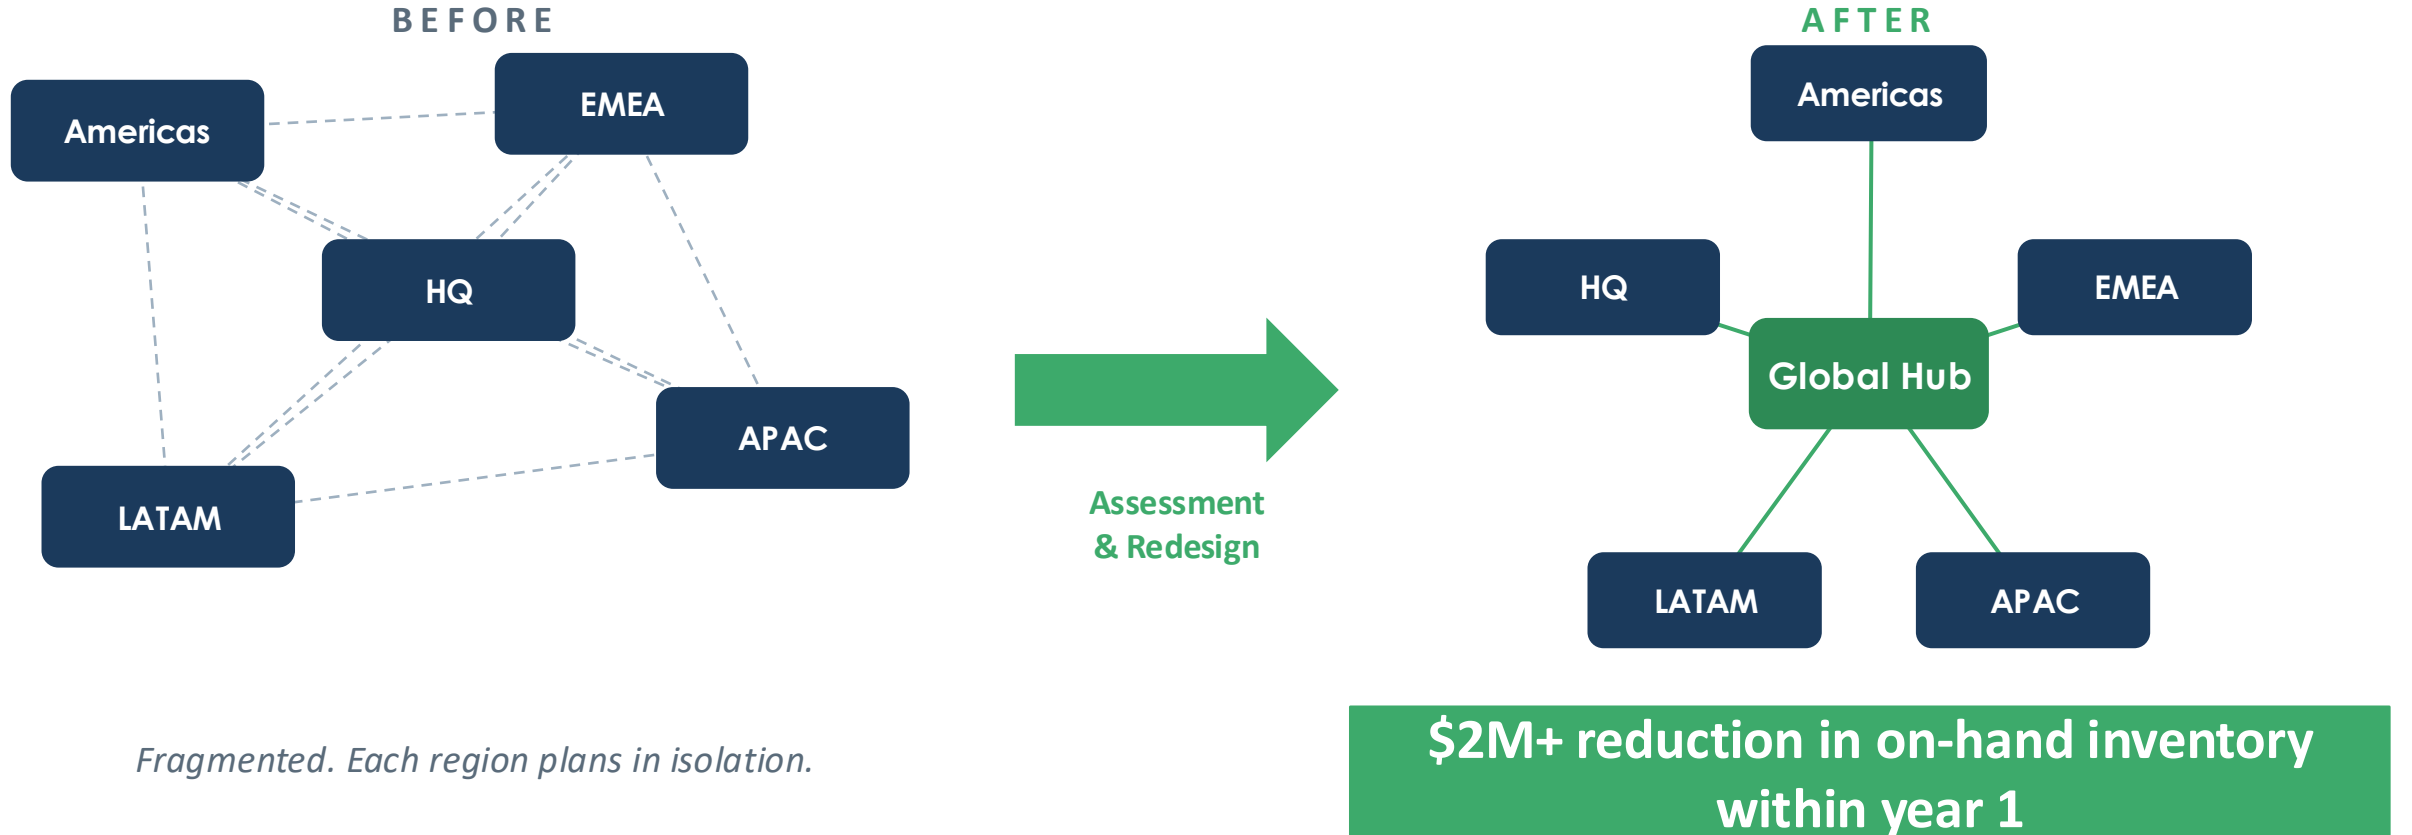 BEFORE
Americas
EMEA
HQ
APAC
LATAM
Fragmented. Each region plans in isolation.
Assessment
& Redesign
AFTER
Americas
HQ
EMEA
Global Hub
LATAM
APAC
$2M+ reduction in on-hand inventory
within year 1